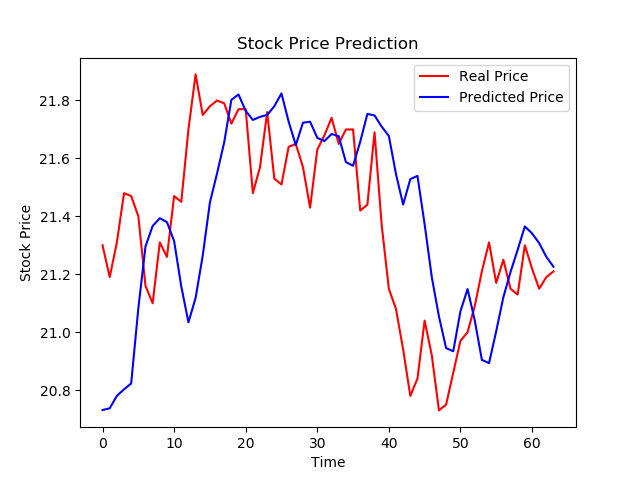 Stock Price Prediction
Real Price
Predicted Price
Stock Price
21.8
21.6
21.4
21.2
21.0
20.8
0 10 20 30 40 50 60
Time